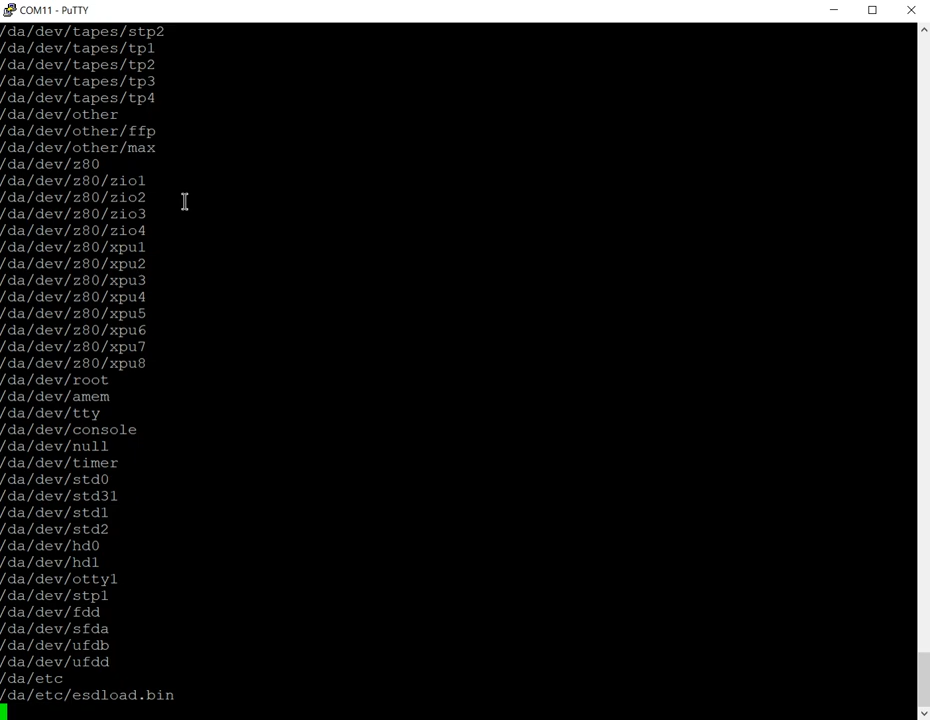 COM11 - PuTTY
/da/dev/tapes/stp2
/da/dev/tapes/tp1
/da/dev/tapes/tp2
/da/dev/tapes/tp3
/da/dev/tapes/tp4
/da/dev/other
/da/dev/other/ffp
/da/dev/other/max
/da/dev/z80
/da/dev/z80/zio1
/da/dev/z80/zio2
/da/dev/z80/zio3
/da/dev/z80/zio4
/da/dev/z80/xpu1
/da/dev/z80/xpu2
/da/dev/z80/xpu3
/da/dev/z80/xpu4
/da/dev/z80/xpu5
/da/dev/z80/xpu6
/da/dev/z80/xpu7
/da/dev/z80/xpu8
/da/dev/root
/da/dev/amem
/da/dev/tty
/da/dev/console
/da/dev/null
/da/dev/timer
/da/dev/std0
/da/dev/std31
/da/dev/std1
/da/dev/std2
/da/dev/hd0
/da/dev/hd1
/da/dev/otty1
/da/dev/stp1
/da/dev/fdd
/da/dev/sfda
/da/dev/ufdb
/da/dev/ufdd
/da/etc
/da/etc/esdload.bin